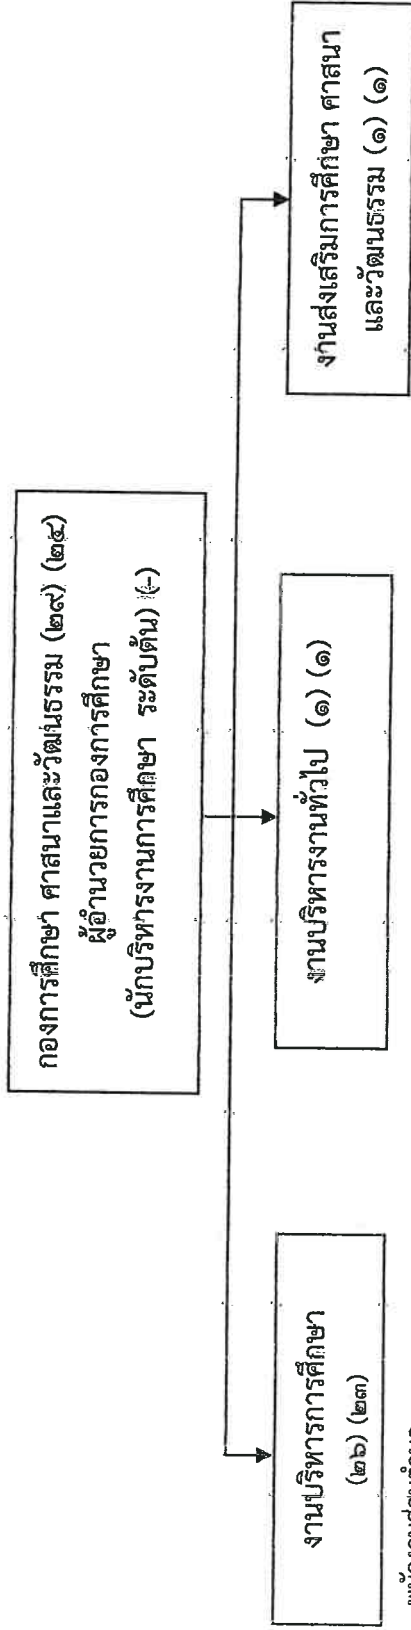 กองการศึกษา ศาสนาและวัฒนธรรม (๒๙) (๒๔)
ผู้อำนวยการกองการศึกษา
(นักบริหารงานการศึกษา ระดับต้น) (-)
งานบริหารการศึกษา
(๒๖) (๒๓)
งานบริหารงานทั่วไป (๑) (๑)
งานส่งเสริมการศึกษา ศาสนา
และวัฒนธรรม (๑) (๑)